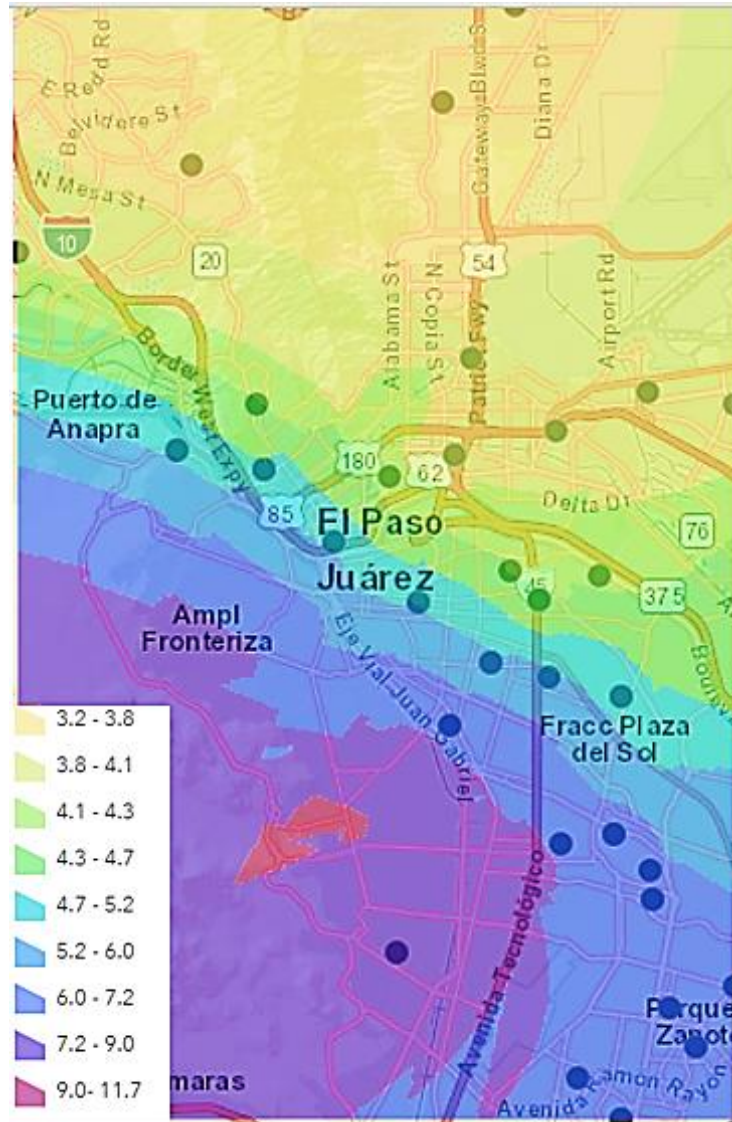 E Redd Rd
Belvidere St
N Mesa St
10
20
Gateway Blvd S
Diana Dr
54
Alabama St
N Copia St
Patriot Fwy
Airport Rd
Border West Expy
Puerto de
Anapra
180
62
85
El Paso
Delta Dr
76
Juárez
45
375
Ampl
Fronteriza
Eje Vial Juan Gabriel
Fracc Plaza
del Sol
Avenida Tecnológico
3.2 - 3.8
3.8 - 4.1
4.1 - 4.3
4.3 - 4.7
4.7 - 5.2
5.2 - 6.0
6.0 - 7.2
7.2 - 9.0
9.0- 11.7
maras
Parque
Zapote
Avenida Ramon Rayon